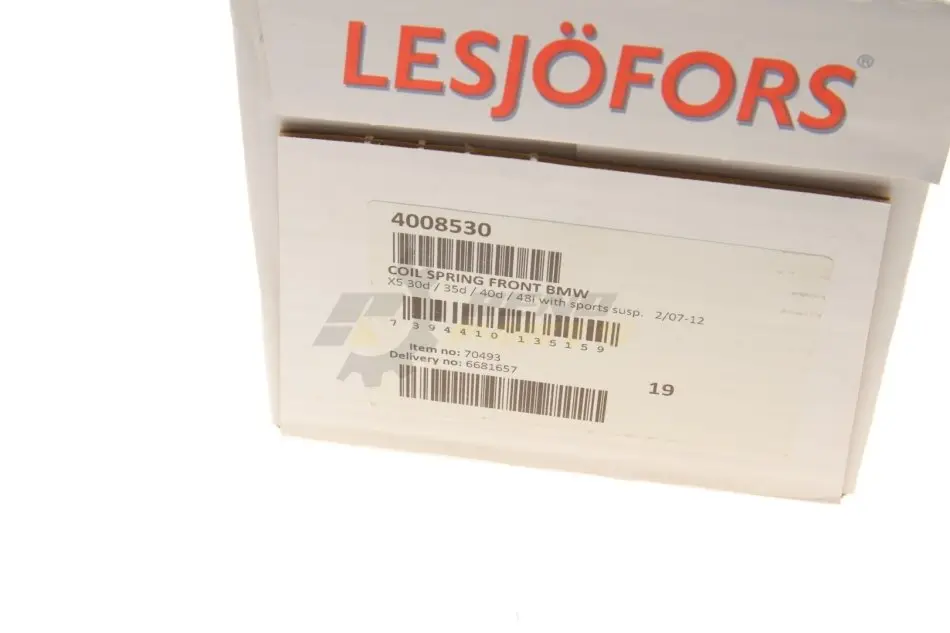 LESJÖFORS®
4008530
COIL SPRING FRONT BMW
X5 30d / 35d / 40d / 48i with sports susp. 2/07-12
7 394410 135159
Item no: 70493
Delivery no: 6681657
19